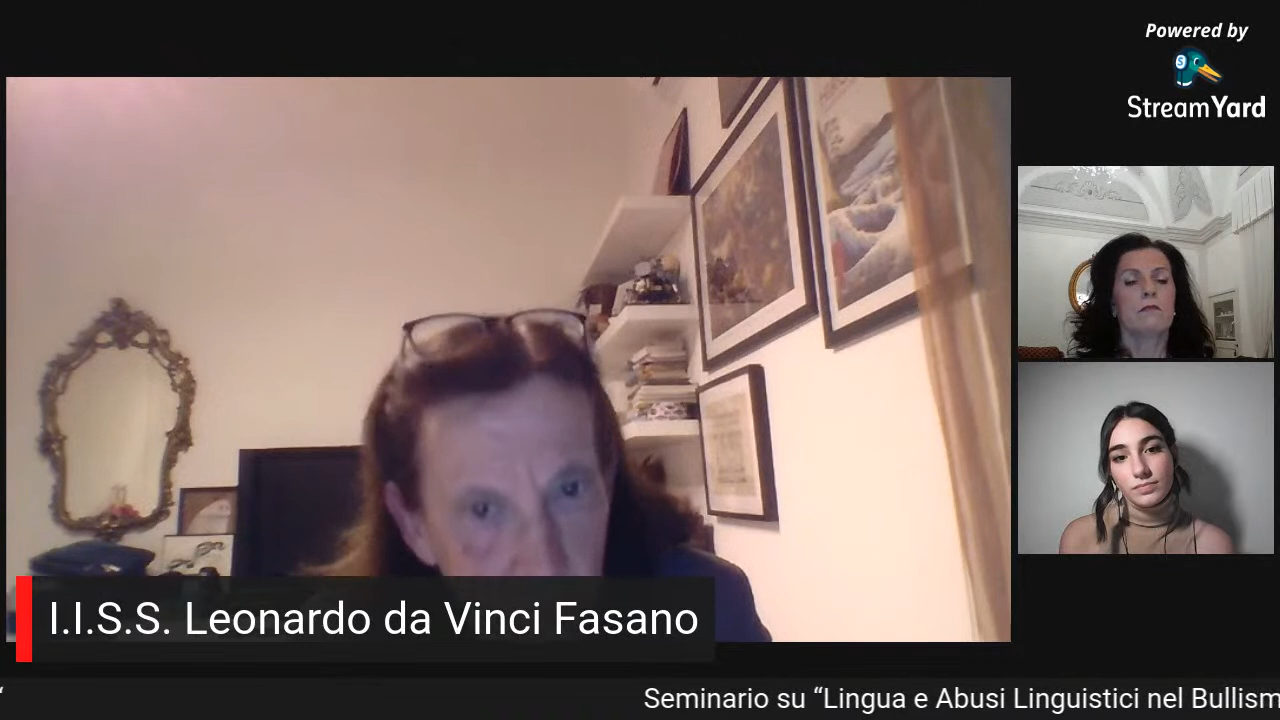 Powered by
StreamYard
I.I.S.S. Leonardo da Vinci Fasano
“
Seminario su “Lingua e Abusi Linguistici nel Bullism